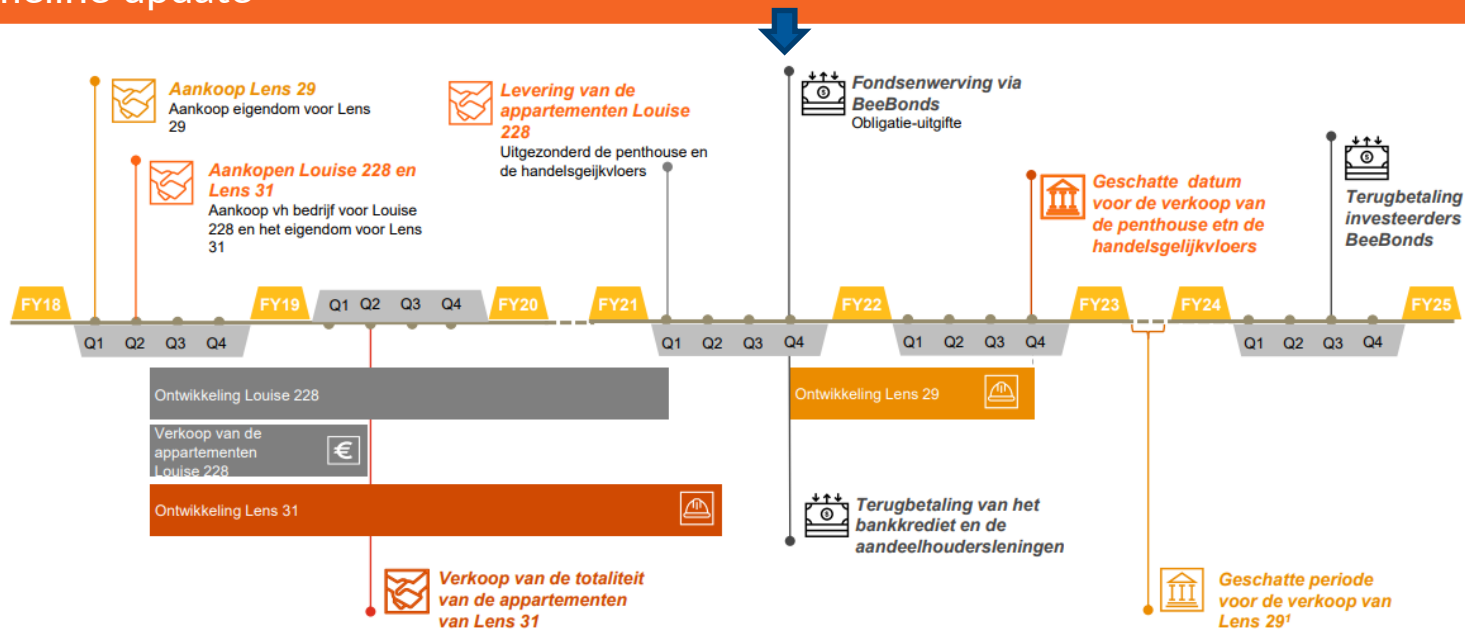 Aankoop Lens 29
Aankoop eigendom voor Lens
29
Aankopen Louise 228 en
Lens 31
Aankoop vh bedrijf voor Louise
228 en het eigendom voor Lens
31
Levering van de
appartementen Louise
228
Uitgezonderd de penthouse en
de handsgeijkvloers
Fondsenwerving via
BeeBonds
Obligatie-uitgifte
Geschatte datum
voor de verkoop van
de penthouse etn de
handelsgelijkvloers
Terugbetaling
investeerders
BeeBonds
FY18
Q1 Q2 Q3 Q4
FY19
Q1 Q2 Q3 Q4
FY20
FY21
Q1 Q2 Q3 Q4
FY22
Q1 Q2 Q3 Q4
FY23
FY24
Q1 Q2 Q3 Q4
FY25
Ontwikkeling Louise 228
Verkoop van de
appartementen
Louise 228
€
Ontwikkeling Lens 31
Ontwikkeling Lens 29
Verkoop van de totaliteit
van de appartementen
van Lens 31
Terugbetaling van het
bankkrediet en de
aandeelhoudersleningen
Geschatte periode
voor de verkoop van
Lens 29¹